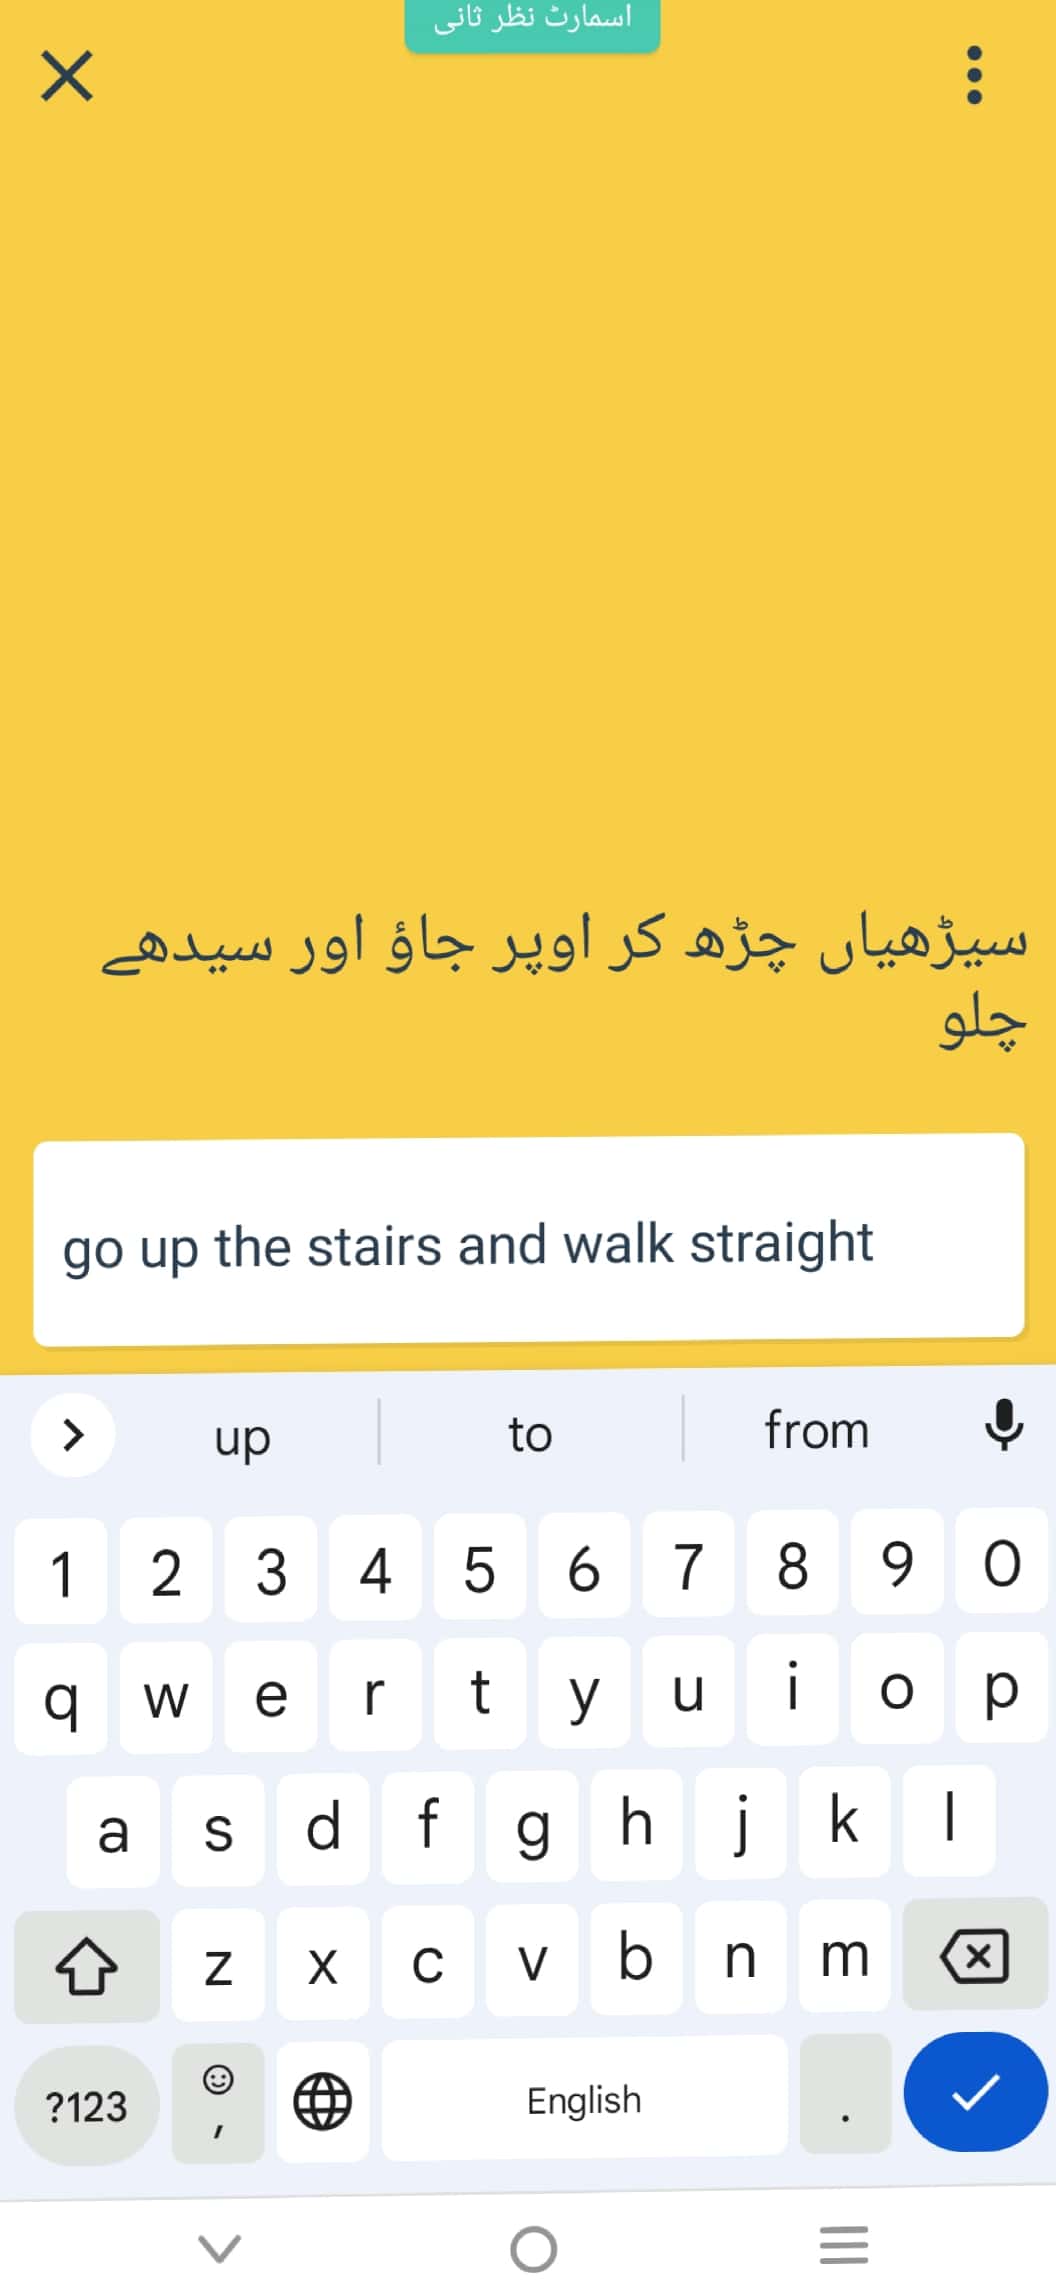 اسمارٹ نظر ثانی
سیڑھیاں چڑھ کر اوپر جاؤ اور سیدھے
چلو
go up the stairs and walk straight
up to from
1 2 3 4 5 6 7 8 9 0
q w e r t y u i o p
a s d f g h j k l
z x c v b n m
?123 , English .